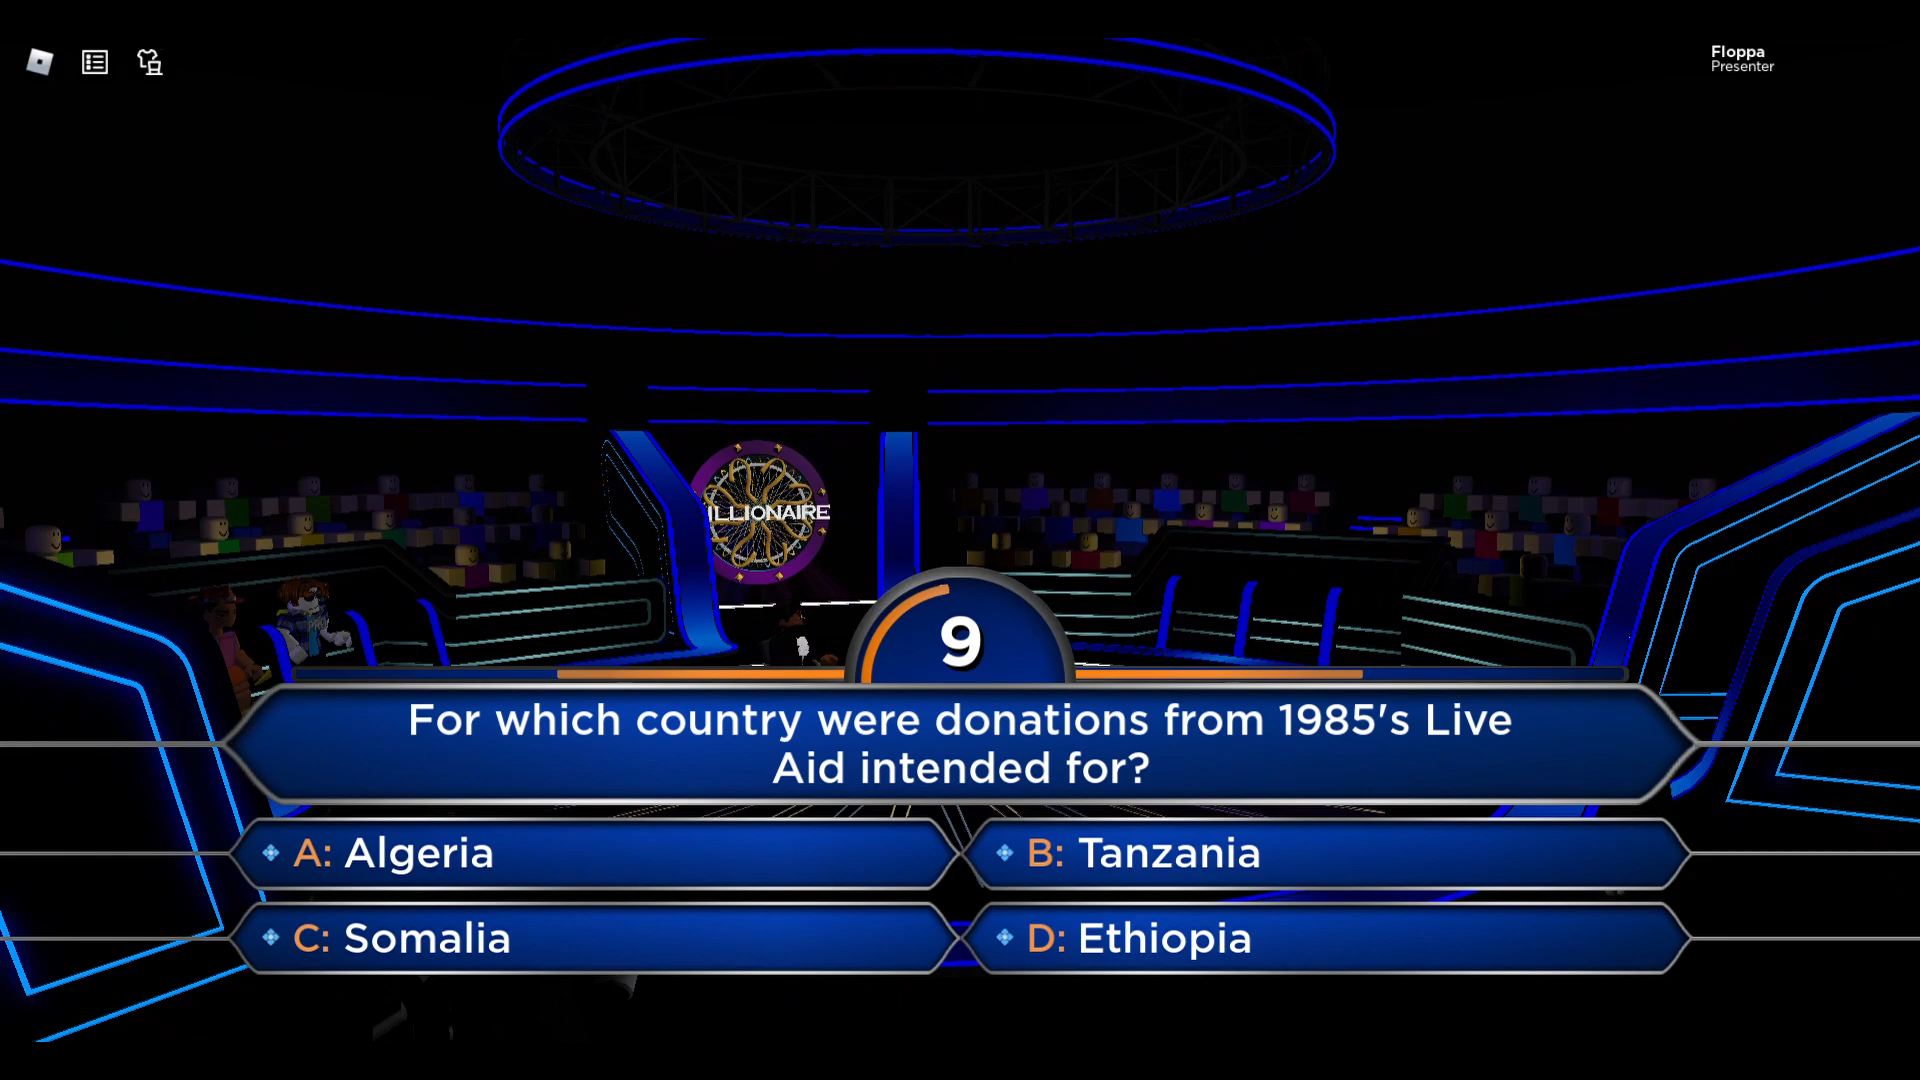 Floppa
Presenter
ILLIONAIRE
9
For which country were donations from 1985's Live
Aid intended for?
A: Algeria
B: Tanzania
C: Somalia
D: Ethiopia